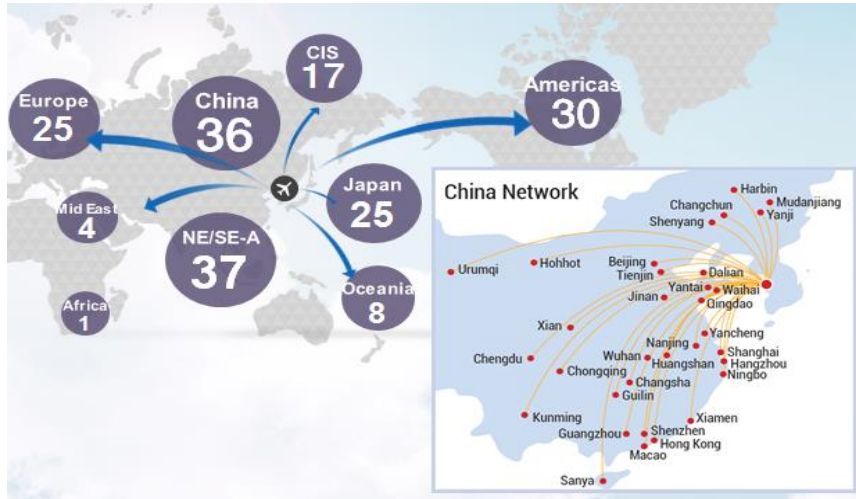 CIS
17
Europe
25
China
36
Americas
30
Mid East
4
Japan
25
NE/SE-A
37
Oceania
8
Africa
1
China Network
Harbin
Changchun
Mudanjiang
Shenyang
Yanji
Urumqi
Hohhot
Beijing
Tienjin
Dalian
Yantai
Waihai
Jinan
Qingdao
Xian
Yancheng
Nanjing
Chengdu
Wuhan
Huangshan
Shanghai
Hangzhou
Chongqing
Ningbo
Changsha
Guilin
Kunming
Xiamen
Guangzhou
Shenzhen
Hong Kong
Macao
Sanya